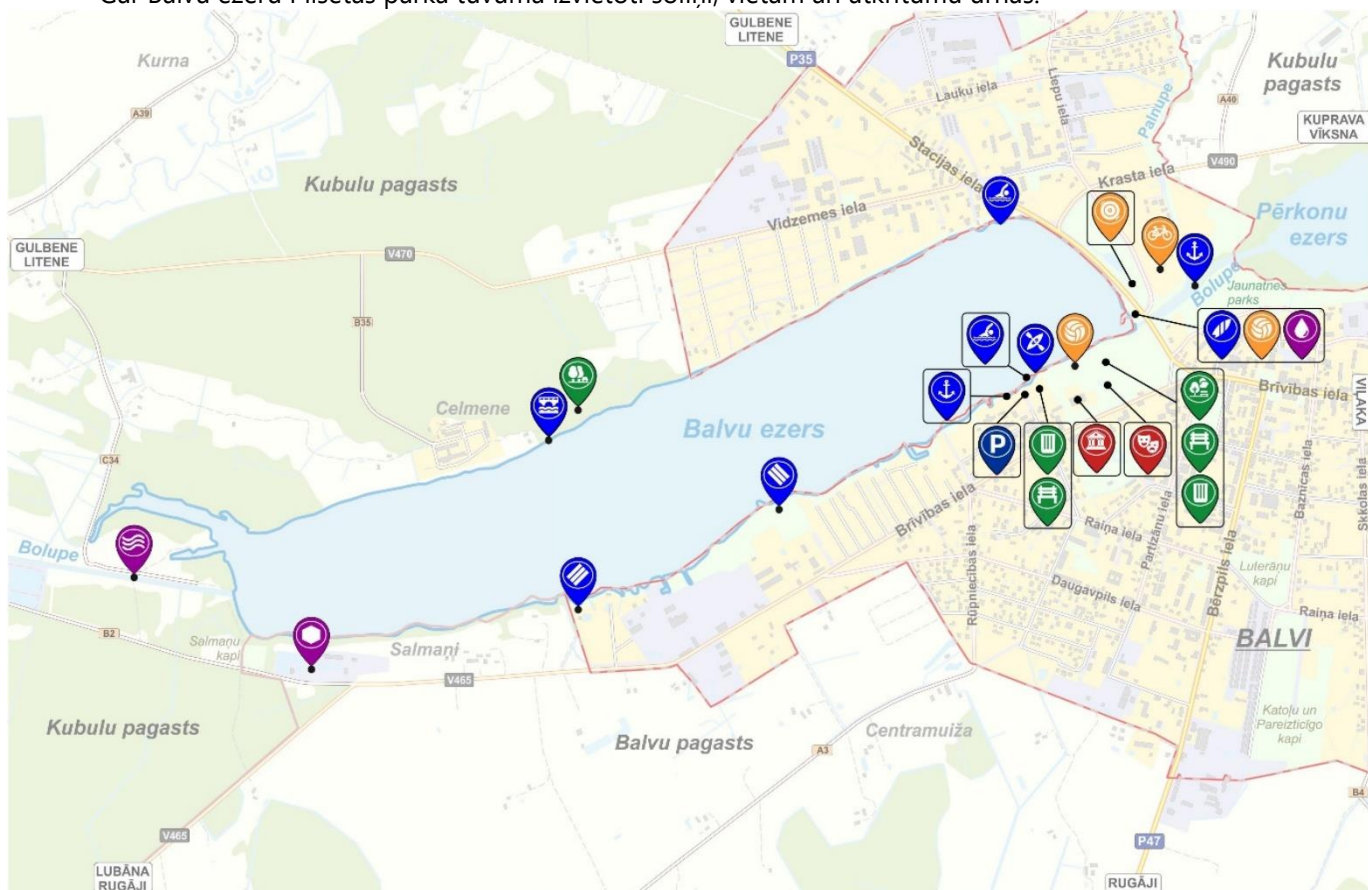 Gar Balvu ezeru Pilsētas parka tuvumā izvietoti soliņi, vietām arī atkritumu urnas.
GULBENE
LITENE
P35
Kurna
A39
Lauku iela
Liepu iela
Palnupe
Kubulu
pagasts
A40
KUPRAVA
VĪKSNA
V490
Stacijas iela
Krasta iela
Kubulu pagasts
Vidzemes iela
Pērkonu
ezers
GULBENE
LITENE
V470
Bolupe
Jaunatnes
parks
B35
Brīvības iela
VIĻAKA
Celmene
Balvu ezers
P
C34
Brīvības iela
Raiņa iela
Partizānu iela
Baznīcas iela
Sk̦olas iela
Bolupe
Rūpniecības iela
Daugavpils iela
Bērzpils iela
Luterāņu
kapi
Raiņa iela
B2
Salmaņu
kapi
Salmaņi
BALVI
V465
Kubulu pagasts
Balvu pagasts
Centramuiža
A3
Katoļu un
Pareizticīgo
kapi
B4
V465
P47
LUBĀNA
RUGĀJI
RUGĀJI